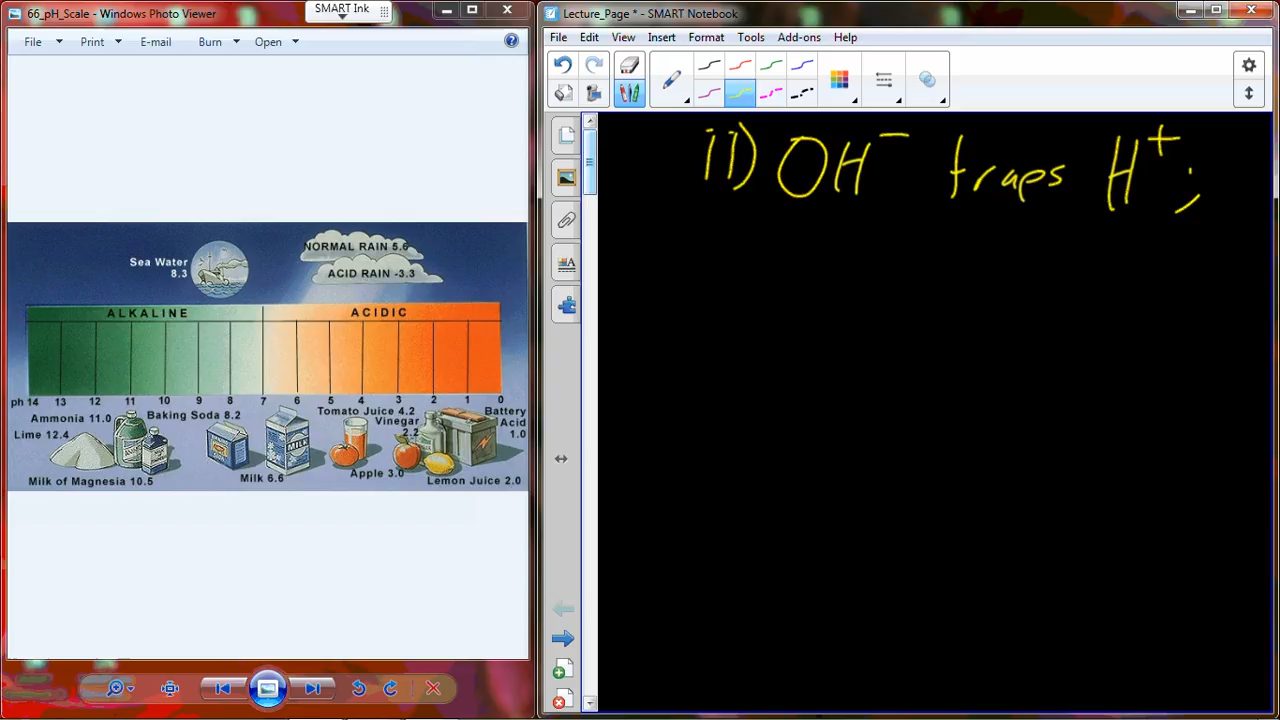 66_pH_Scale - Windows Photo Viewer
SMART Ink
File Print E-mail Burn Open
NORMAL RAIN 5.6
Sea Water
8.3
ACID RAIN -3.3
ALKALINE ACIDIC
ph 14 13 12 11 10 9 8 7 6 5 4 3 2 1 0
Ammonia 11.0
Baking Soda 8.2
Tomato Juice 4.2
Battery
Acid
1.0
Vinegar
2.2
Lime 12.4
MILK
Milk of Magnesia 10.5
Milk 6.6
Apple 3.0
Lemon Juice 2.0
Lecture_Page * - SMART Notebook
File Edit View Insert Format Tools Add-ons Help
ii) OH⁻ traps H⁺;